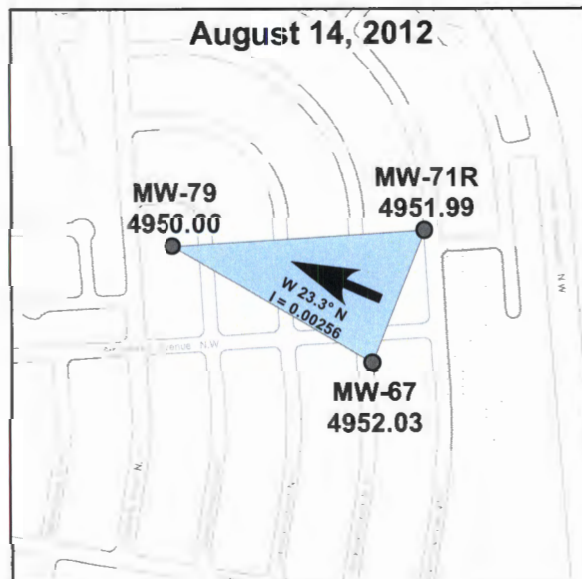 August 14, 2012
MW-71R
4951.99
MW-79
4950.00
W 23.3° N
I = 0.00256
N.W
Avenue N.W
MW-67
4952.03
N.